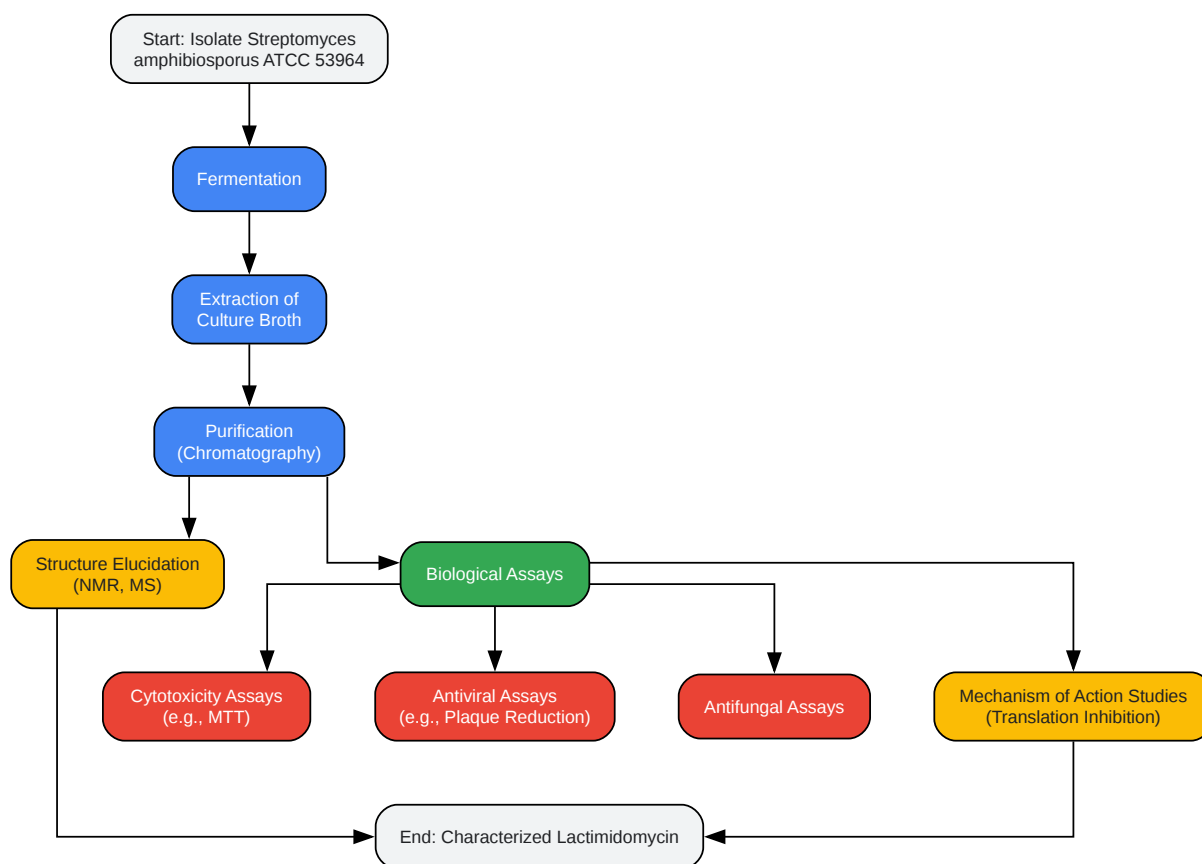 Start: Isolate Streptomyces
amphibiosporus ATCC 53964
Fermentation
Extraction of
Culture Broth
Purification
(Chromatography)
Structure Elucidation
(NMR, MS)
Biological Assays
Cytotoxicity Assays
(e.g., MTT)
Antiviral Assays
(e.g., Plaque Reduction)
Antifungal Assays
Mechanism of Action Studies
(Translation Inhibition)
End: Characterized Lactimidomycin